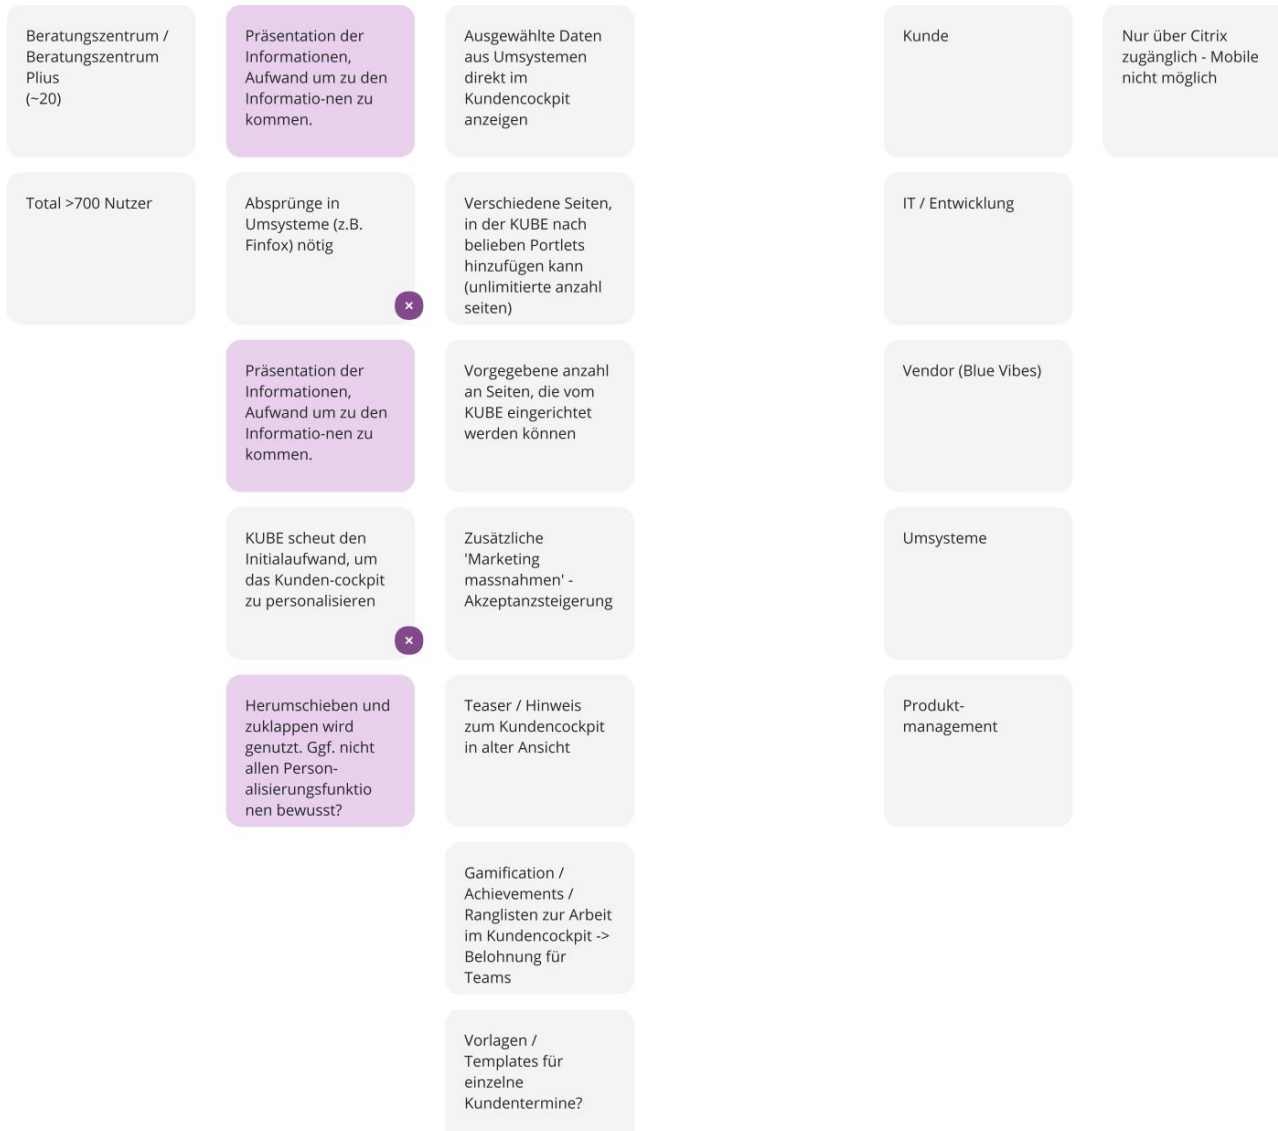 Beratungszentrum /
Beratungszentrum
Plius
(~20)
Total >700 Nutzer
Präsentation der
Informationen,
Aufwand um zu den
Informatio-nen zu
kommen.
Absprünge in
Umsysteme (z.B.
Finfox) nötig
×
Präsentation der
Informationen,
Aufwand um zu den
Informatio-nen zu
kommen.
KUBE scheut den
Initialaufwand, um
das Kunden-cockpit
zu personalisieren
×
Herumschieben und
zuklappen wird
genutzt. Ggf. nicht
allen Person-
alisierungsfunktio
nen bewusst?
Ausgewählte Daten
aus Umsystemen
direkt im
Kundencockpit
anzeigen
Verschiedene Seiten,
in der KUBE nach
belieben Portlets
hinzufügen kann
(unlimitierte anzahl
seiten)
Vorgegebene anzahl
an Seiten, die vom
KUBE eingerichtet
werden können
Zusätzliche
'Marketing
massnahmen' -
Akzeptanzsteigerung
Teaser / Hinweis
zum Kundencockpit
in alter Ansicht
Gamification /
Achievements /
Ranglisten zur Arbeit
im Kundencockpit ->
Belohnung für
Teams
Vorlagen /
Templates für
einzelne
Kundentermine?
Kunde
IT / Entwicklung
Vendor (Blue Vibes)
Umsysteme
Produkt-
management
Nur über Citrix
zugänglich - Mobile
nicht möglich